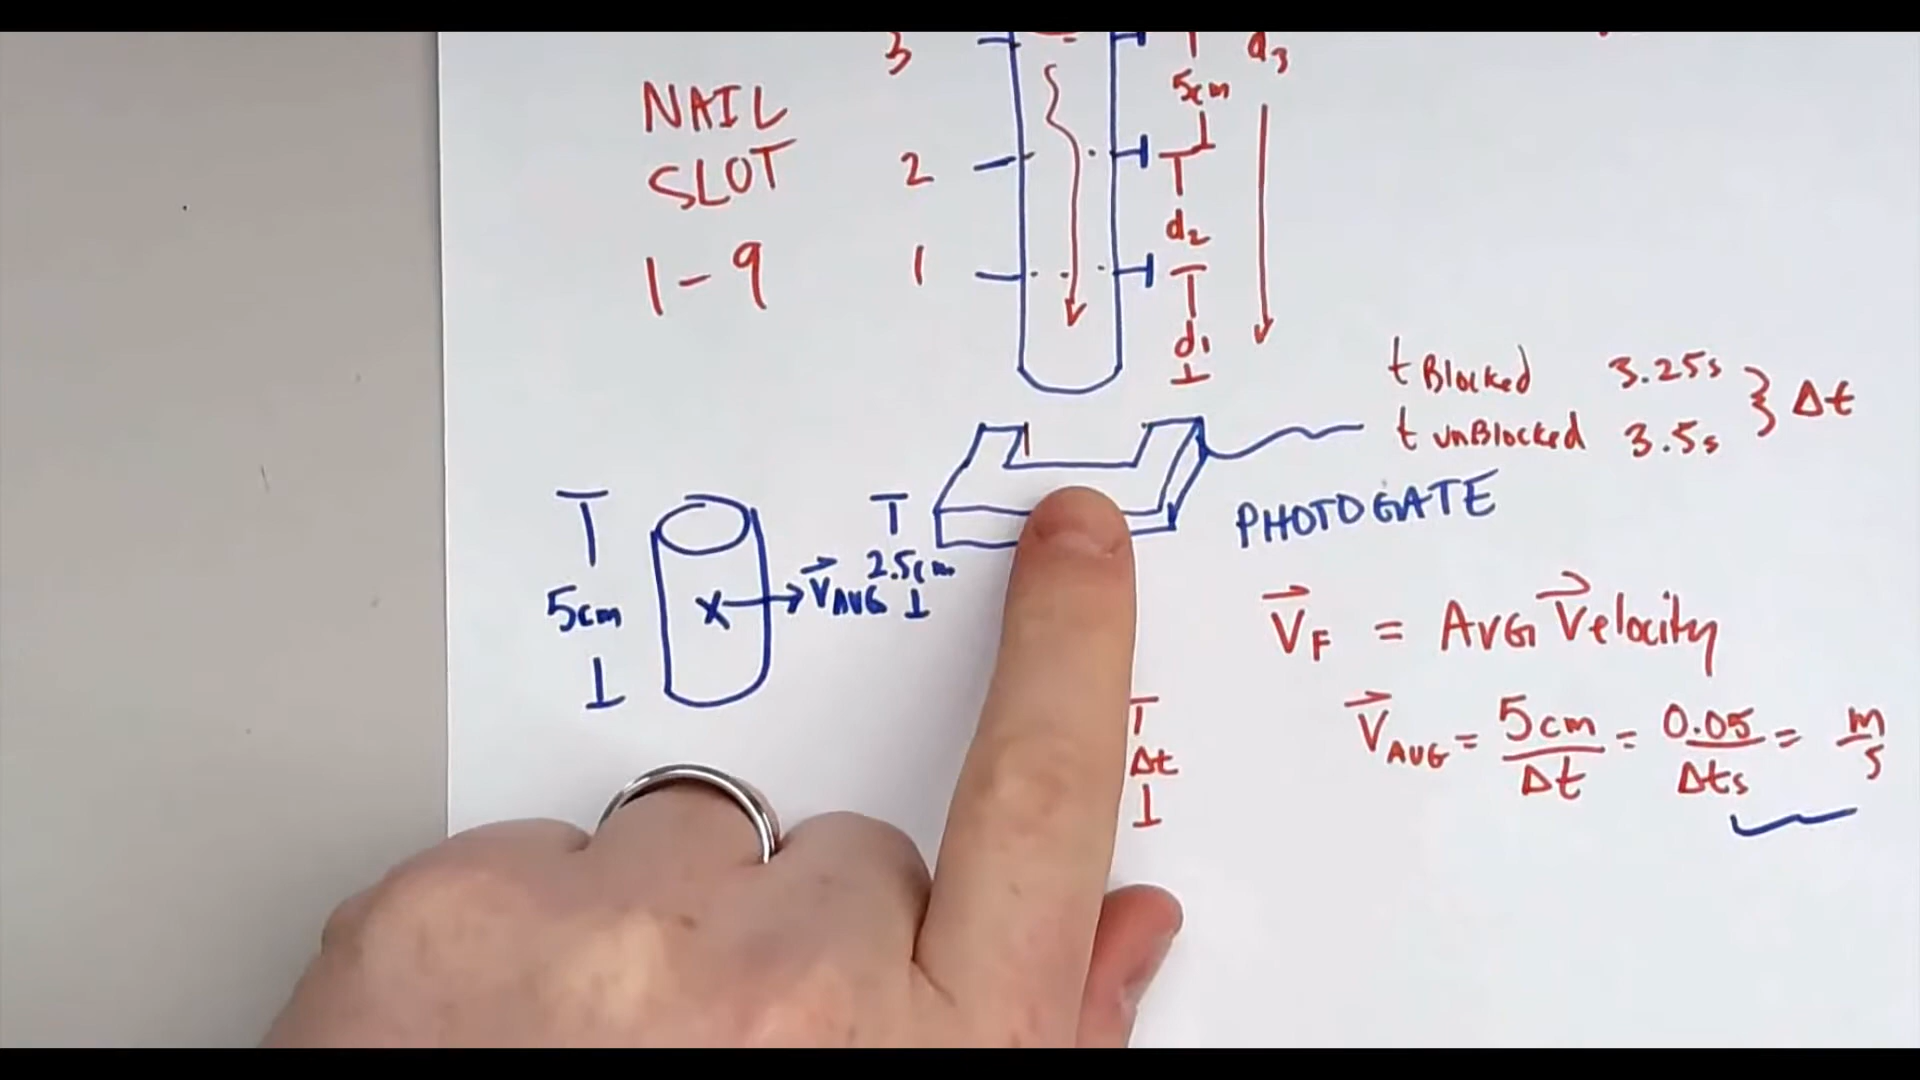 3
d3
5cm
NAIL
SLOT
2
d2
1-9
1
d1
t Blocked 3.25s
Δt
t unBlocked 3.5s
PHOTOGATE
5cm
x
V AVG
2.5cm
VF = AVG Velocity
V AVG = 5cm/Δt = 0.05/Δts = m/s
Δt